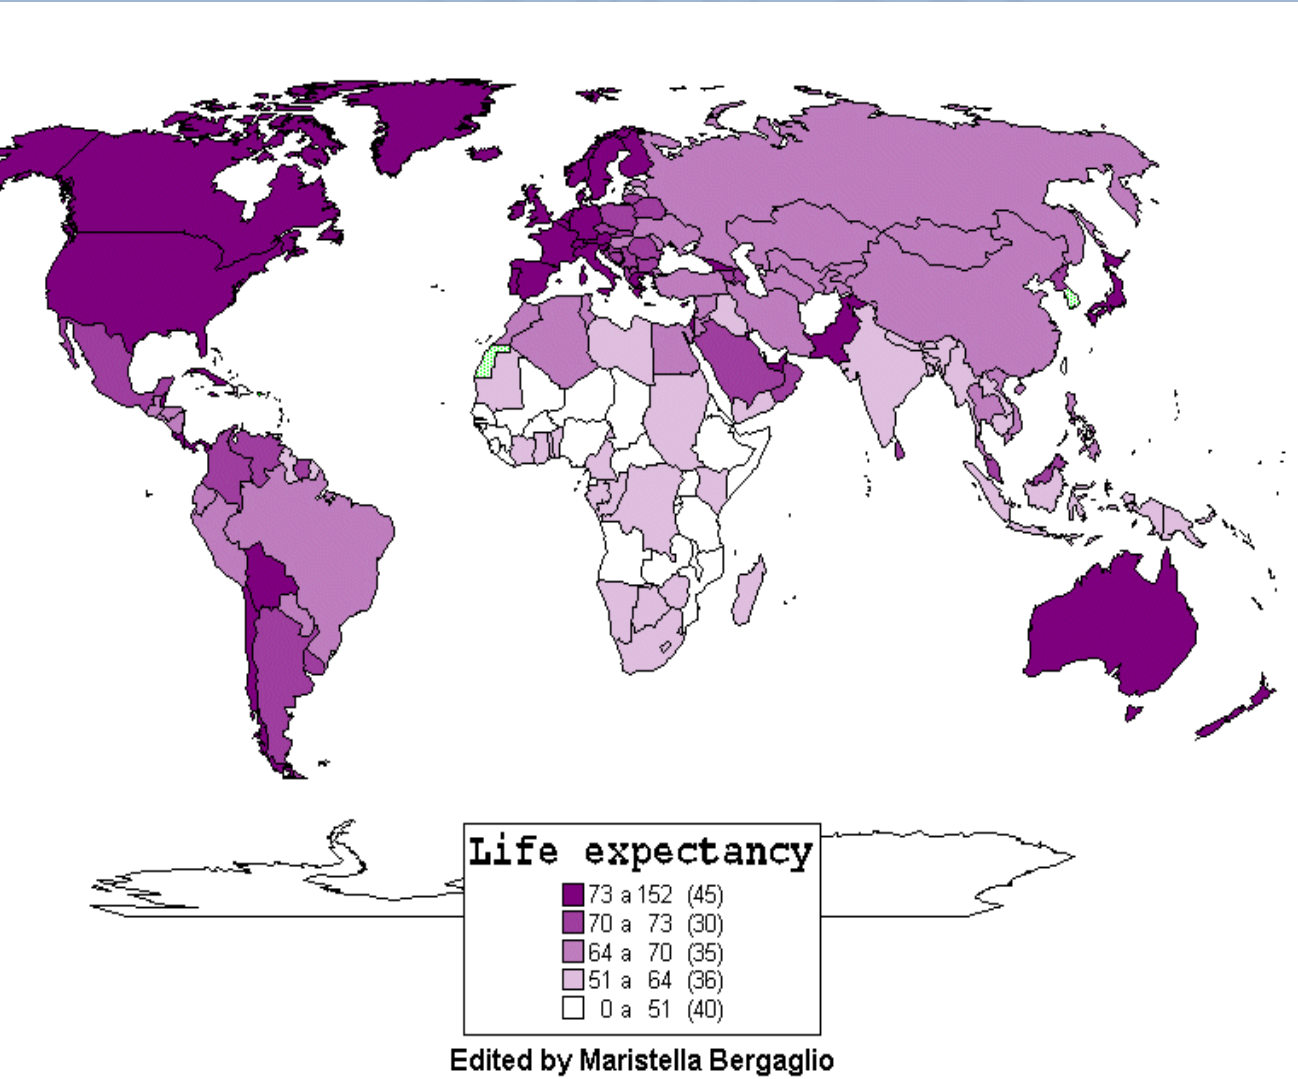 Life expectancy
73 a 152 (45)
70 a 73 (30)
64 a 70 (35)
51 a 64 (36)
0 a 51 (40)
Edited by Maristella Bergaglio